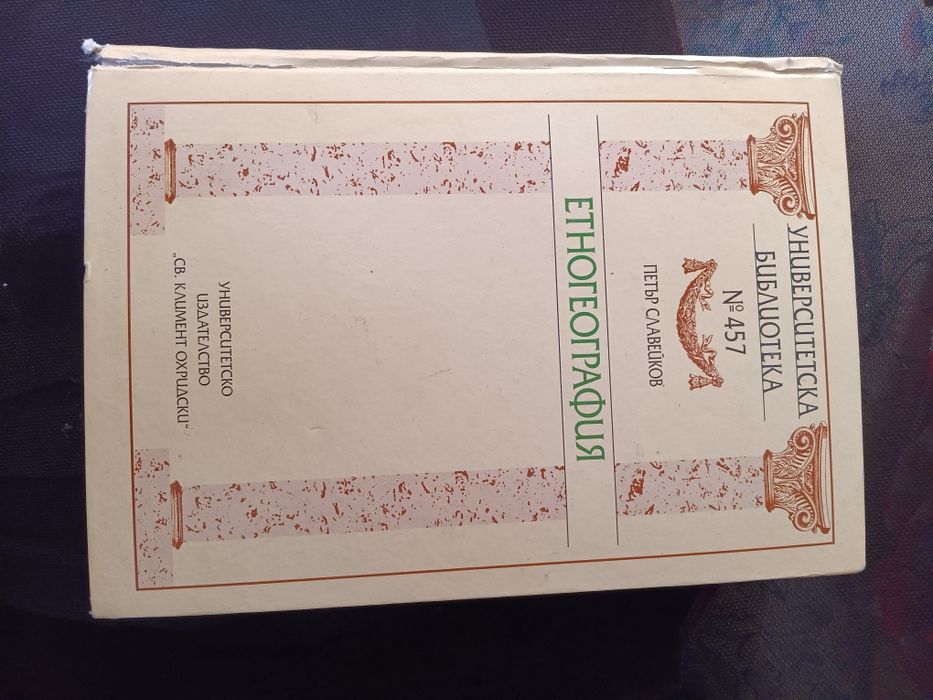 УНИВЕРСИТЕТСКА
БИБЛИОТЕКА
№ 457
ПЕТЪР СЛАВЕЙКОВ
ЕТНОГЕОГРАФИЯ
УНИВЕРСИТЕТСКО
ИЗДАТЕЛСТВО
„СВ. КЛИМЕНТ ОХРИДСКИ“